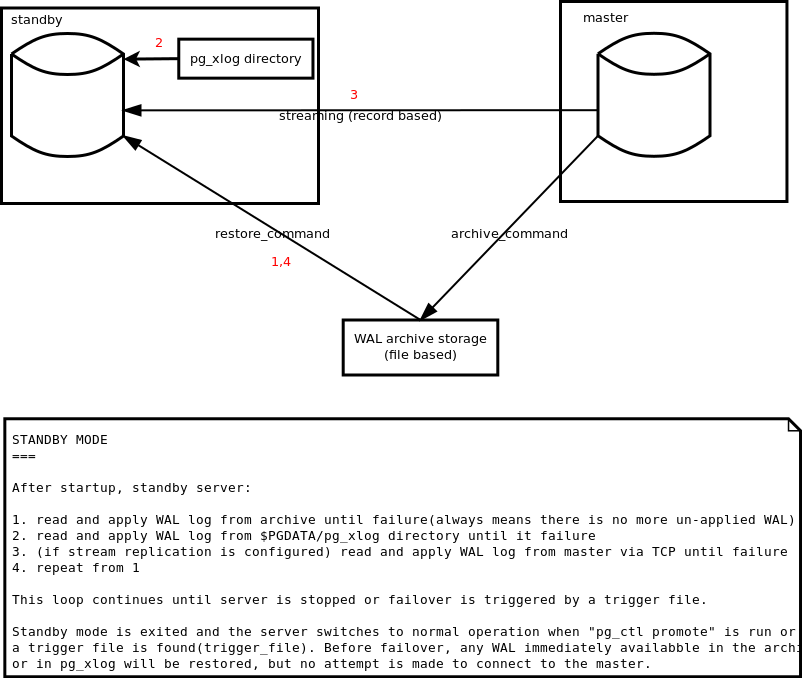 standby
master
2
pg_xlog directory
3
streaming (record based)
restore_command
archive_command
1,4
WAL archive storage
(file based)
STANDBY MODE
===
After startup, standby server:
1. read and apply WAL log from archive until failure(always means there is no more un-applied WAL)
2. read and apply WAL log from $PGDATA/pg_xlog directory until it failure
3. (if stream replication is configured) read and apply WAL log from master via TCP until failure
4. repeat from 1
This loop continues until server is stopped or failover is triggered by a trigger file.
Standby mode is exited and the server switches to normal operation when "pg_ctl promote" is run or
a trigger file is found(trigger_file). Before failover, any WAL immediately availabble in the archi
or in pg_xlog will be restored, but no attempt is made to connect to the master.